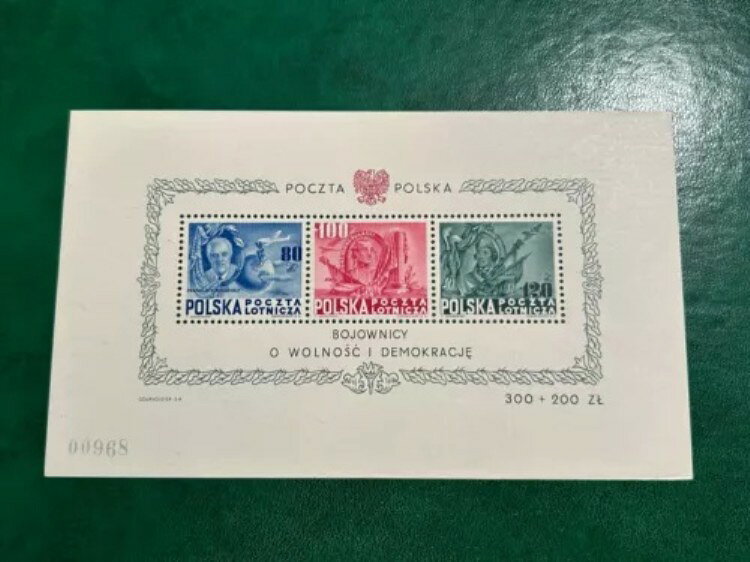 POCZTA POLSKA
80 ZŁ
POLSKA POCZTA LOTNICZA
100
POLSKA POCZTA LOTNICZA
120
POLSKA POCZTA LOTNICZA
BOJOWNICY
O WOLNOŚĆ I DEMOKRACJĘ
300 + 200 ZŁ
00968